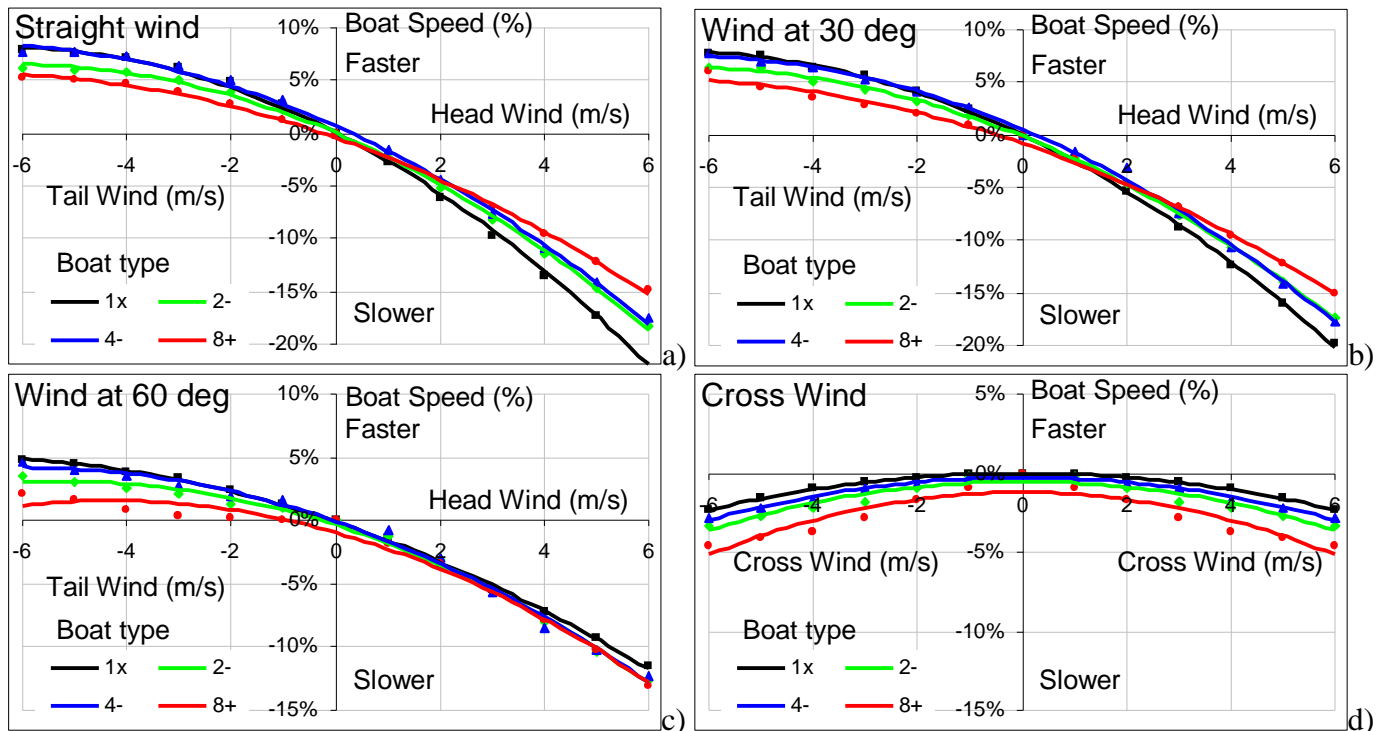 Straight wind
Boat Speed (%)
Faster
Head Wind (m/s)
Tail Wind (m/s)
Boat type
1x 2-
4- 8+
Slower
10%
5%
0%
-5%
-10%
-15%
-20%
-6 -4 -2 0 2 4 6
a)
Wind at 30 deg
Boat Speed (%)
Faster
Head Wind (m/s)
Tail Wind (m/s)
Boat type
1x 2-
4- 8+
Slower
10%
5%
0%
-5%
-10%
-15%
-20%
-6 -4 -2 0 2 4 6
b)
Wind at 60 deg
Boat Speed (%)
Faster
Head Wind (m/s)
Tail Wind (m/s)
Boat type
1x 2-
4- 8+
Slower
10%
5%
0%
-5%
-10%
-15%
-6 -4 -2 0 2 4 6
c)
Cross Wind
Boat Speed (%)
Faster
Cross Wind (m/s) Cross Wind (m/s)
Boat type
1x 2-
4- 8+
Slower
5%
0%
-5%
-10%
-15%
-6 -4 -2 0 2 4 6
d)